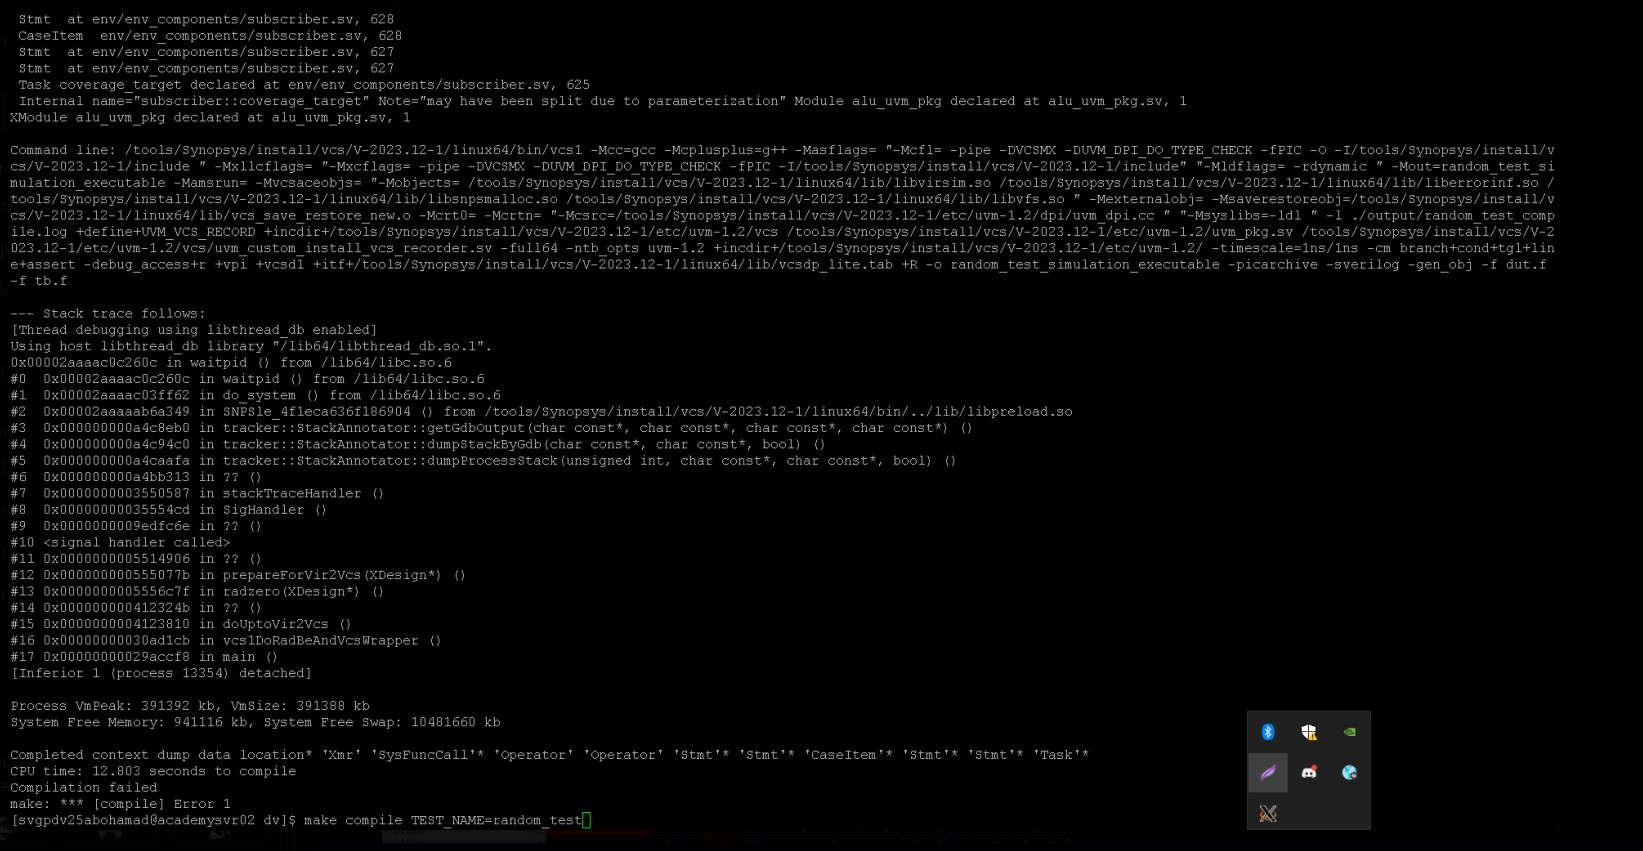 Stmt  at env/env_components/subscriber.sv, 628
CaseItem  env/env_components/subscriber.sv, 628
Stmt  at env/env_components/subscriber.sv, 627
Stmt  at env/env_components/subscriber.sv, 627
Task coverage_target declared at env/env_components/subscriber.sv, 625
Internal name="subscriber::coverage_target" Note="may have been split due to parameterization" Module alu_uvm_pkg declared at alu_uvm_pkg.sv, 1
XModule alu_uvm_pkg declared at alu_uvm_pkg.sv, 1
Command line: /tools/Synopsys/install/vcs/V-2023.12-1/linux64/bin/vcs1 -Mcc=gcc -Mcplusplus=g++ -Masflags= "-Mcfl= -pipe -DVCSMX -DUVM_DPI_DO_TYPE_CHECK -fPIC -O -I/tools/Synopsys/install/v
cs/V-2023.12-1/include " -Mxllcflags= "-Mxcflags= -pipe -DVCSMX -DUVM_DPI_DO_TYPE_CHECK -fPIC -I/tools/Synopsys/install/vcs/V-2023.12-1/include" "-Mldflags= -rdynamic " -Mout=random_test_si
mulation_executable -Mamsrun= -Mvcsaceobjs= "-Mobjects= /tools/Synopsys/install/vcs/V-2023.12-1/linux64/lib/libvirsim.so /tools/Synopsys/install/vcs/V-2023.12-1/linux64/lib/liberrorinf.so /
tools/Synopsys/install/vcs/V-2023.12-1/linux64/lib/libsnpsmalloc.so /tools/Synopsys/install/vcs/V-2023.12-1/linux64/lib/libvfs.so " -Mexternalobj= -Msaverestoreobj=/tools/Synopsys/install/v
cs/V-2023.12-1/linux64/lib/vcs_save_restore_new.o -Mcrt0= -Mcrtn= "-Mcsrc=/tools/Synopsys/install/vcs/V-2023.12-1/etc/uvm-1.2/dpi/uvm_dpi.cc " "-Msyslibs=-ldl " -l ./output/random_test_comp
ile.log +define+UVM_VCS_RECORD +incdir+/tools/Synopsys/install/vcs/V-2023.12-1/etc/uvm-1.2/vcs /tools/Synopsys/install/vcs/V-2023.12-1/etc/uvm-1.2/uvm_pkg.sv /tools/Synopsys/install/vcs/V-2
023.12-1/etc/uvm-1.2/vcs/uvm_custom_install_vcs_recorder.sv -full64 -ntb_opts uvm-1.2 +incdir+/tools/Synopsys/install/vcs/V-2023.12-1/etc/uvm-1.2/ -timescale=1ns/1ns -cm branch+cond+tgl+lin
e+assert -debug_access+r +vpi +vcsd1 +itf+/tools/Synopsys/install/vcs/V-2023.12-1/linux64/lib/vcsdp_lite.tab +R -o random_test_simulation_executable -picarchive -sverilog -gen_obj -f dut.f
-f tb.f
--- Stack trace follows:
[Thread debugging using libthread_db enabled]
Using host libthread_db library "/lib64/libthread_db.so.1".
0x00002aaaac0c260c in waitpid () from /lib64/libc.so.6
#0  0x00002aaaac0c260c in waitpid () from /lib64/libc.so.6
#1  0x00002aaaac03ff62 in do_system () from /lib64/libc.so.6
#2  0x00002aaaaab6a349 in SNPSle_4f1eca636f186904 () from /tools/Synopsys/install/vcs/V-2023.12-1/linux64/bin/../lib/libpreload.so
#3  0x000000000a4c8eb0 in tracker::StackAnnotator::getGdbOutput(char const*, char const*, char const*, char const*) ()
#4  0x000000000a4c94c0 in tracker::StackAnnotator::dumpStackByGdb(char const*, char const*, bool) ()
#5  0x000000000a4caafa in tracker::StackAnnotator::dumpProcessStack(unsigned int, char const*, char const*, bool) ()
#6  0x000000000a4bb313 in ?? ()
#7  0x0000000003550587 in stackTraceHandler ()
#8  0x00000000035554cd in SigHandler ()
#9  0x0000000009edfc6e in ?? ()
#10 <signal handler called>
#11 0x0000000005514906 in ?? ()
#12 0x000000000555077b in prepareForVir2Vcs(XDesign*) ()
#13 0x0000000005556c7f in radzero(XDesign*) ()
#14 0x000000000412324b in ?? ()
#15 0x0000000004123810 in doUptoVir2Vcs ()
#16 0x00000000030ad1cb in vcs1DoRadBeAndVcsWrapper ()
#17 0x00000000029accf8 in main ()
[Inferior 1 (process 13354) detached]
Process VmPeak: 391392 kb, VmSize: 391388 kb
System Free Memory: 941116 kb, System Free Swap: 10481660 kb
Completed context dump data location* 'Xmr' 'SysFuncCall'* 'Operator' 'Operator' 'Stmt'* 'Stmt'* 'CaseItem'* 'Stmt'* 'Stmt'* 'Task'*
CPU time: 12.803 seconds to compile
Compilation failed
make: *** [compile] Error 1
[svgpdv25abohamad@academysvr02 dv]$ make compile TEST_NAME=random_test